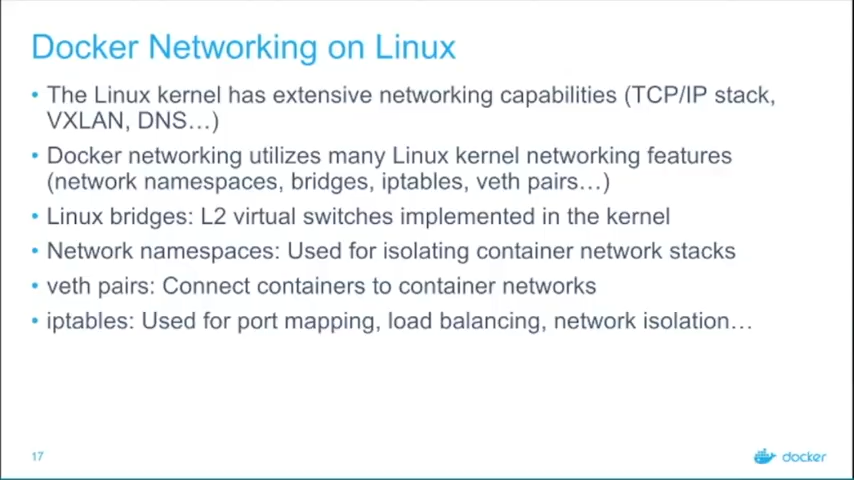 Docker Networking on Linux
• The Linux kernel has extensive networking capabilities (TCP/IP stack,
VXLAN, DNS…)
• Docker networking utilizes many Linux kernel networking features
(network namespaces, bridges, iptables, veth pairs…)
• Linux bridges: L2 virtual switches implemented in the kernel
• Network namespaces: Used for isolating container network stacks
• veth pairs: Connect containers to container networks
• iptables: Used for port mapping, load balancing, network isolation…
17
docker